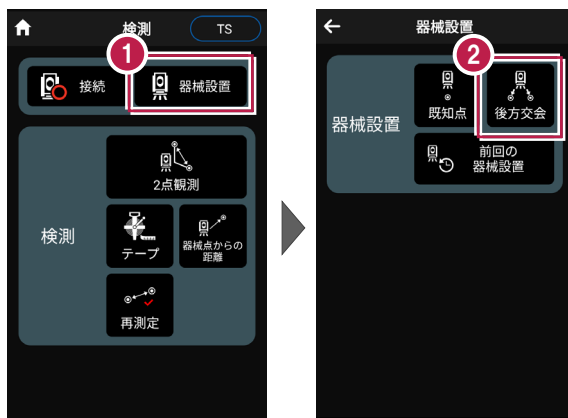 検測
TS
1
接続
器械設置
2点観測
検測
テープ
器械点からの
距離
再測定
器械設置
2
器械設置
既知点
後方交会
前回の
器械設置